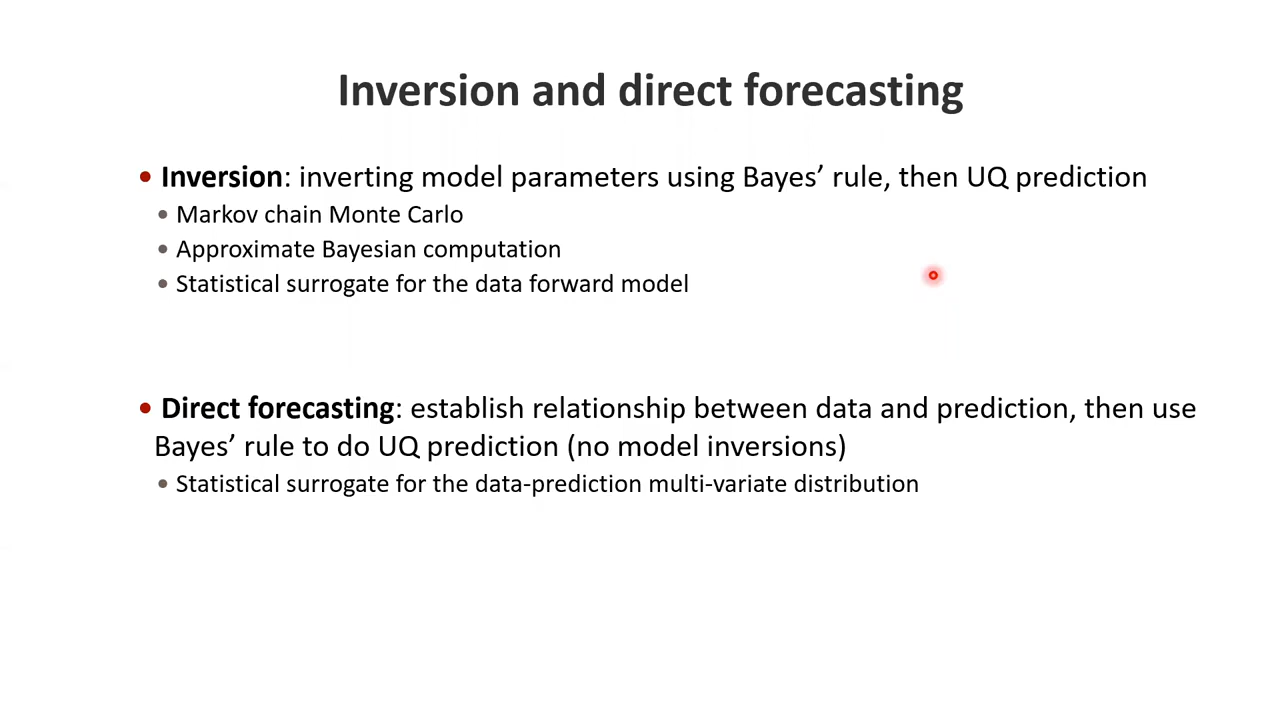 Inversion and direct forecasting
• Inversion: inverting model parameters using Bayes’ rule, then UQ prediction
• Markov chain Monte Carlo
• Approximate Bayesian computation
• Statistical surrogate for the data forward model
• Direct forecasting: establish relationship between data and prediction, then use
Bayes’ rule to do UQ prediction (no model inversions)
• Statistical surrogate for the data-prediction multi-variate distribution